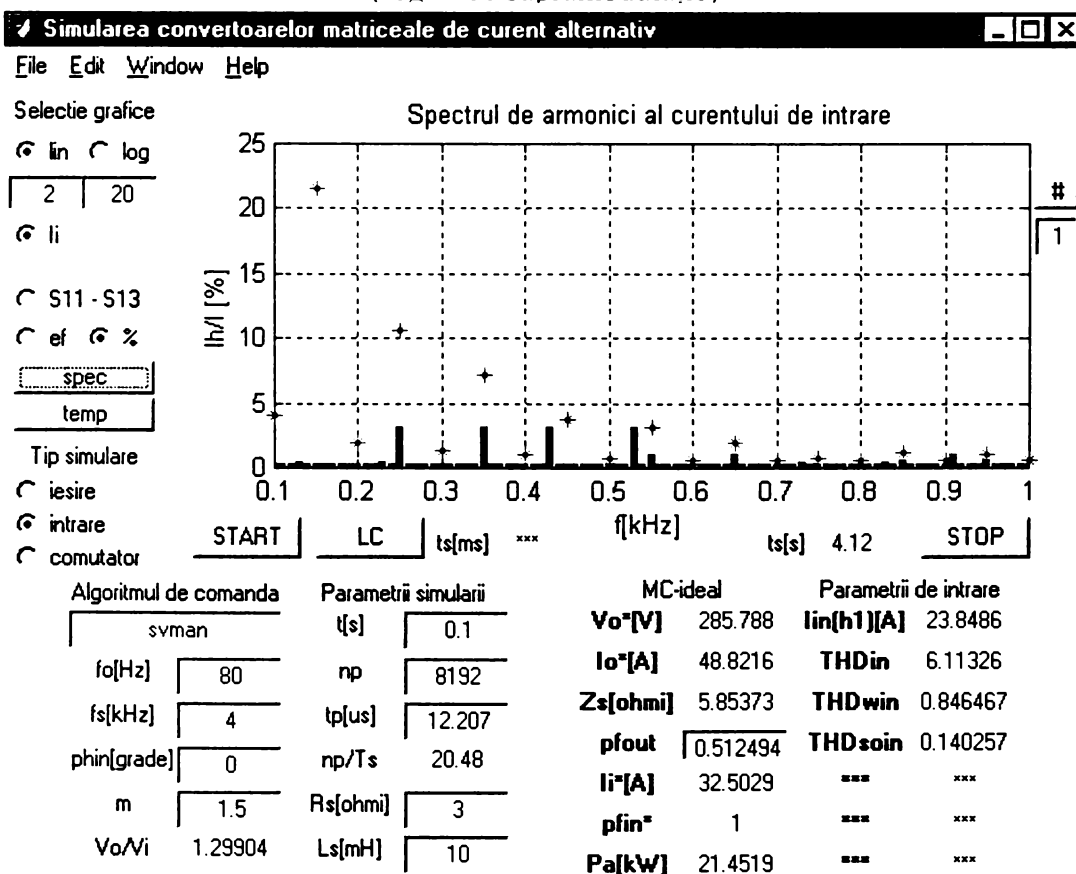 Simularea convertoarelor matriceale de curent alternativ
File Edit Window Help
Selectie grafice
lin log
2 20
Ii
S11 - S13
ef %
spec
temp
Tip simulare
iesire
intrare
comutator
Spectrul de armonici al curentului de intrare
Ih/I [%]
25
20
15
10
5
0
0.1 0.2 0.3 0.4 0.5 0.6 0.7 0.8 0.9 1
f[kHz]
#
1
START LC ts[ms] *** ts[s] 4.12 STOP
Algoritmul de comanda
svman
fo[Hz] 80
fs[kHz] 4
phin[grade] 0
m 1.5
Vo/Vi 1.29904
Parametrii simularii
t[s] 0.1
np 8192
tp[us] 12.207
np/Ts 20.48
Rs[ohmi] 3
Ls[mH] 10
MC-ideal
Vo*[V] 285.788
Io*[A] 48.8216
Zs[ohmi] 5.85373
pfout 0.512494
Ii*[A] 32.5029
pfin* 1
Pa[kW] 21.4519
Parametrii de intrare
Iin(h1)[A] 23.8486
THDin 6.11326
THDwin 0.846467
THDsoin 0.140257
*** ***
*** ***
*** ***